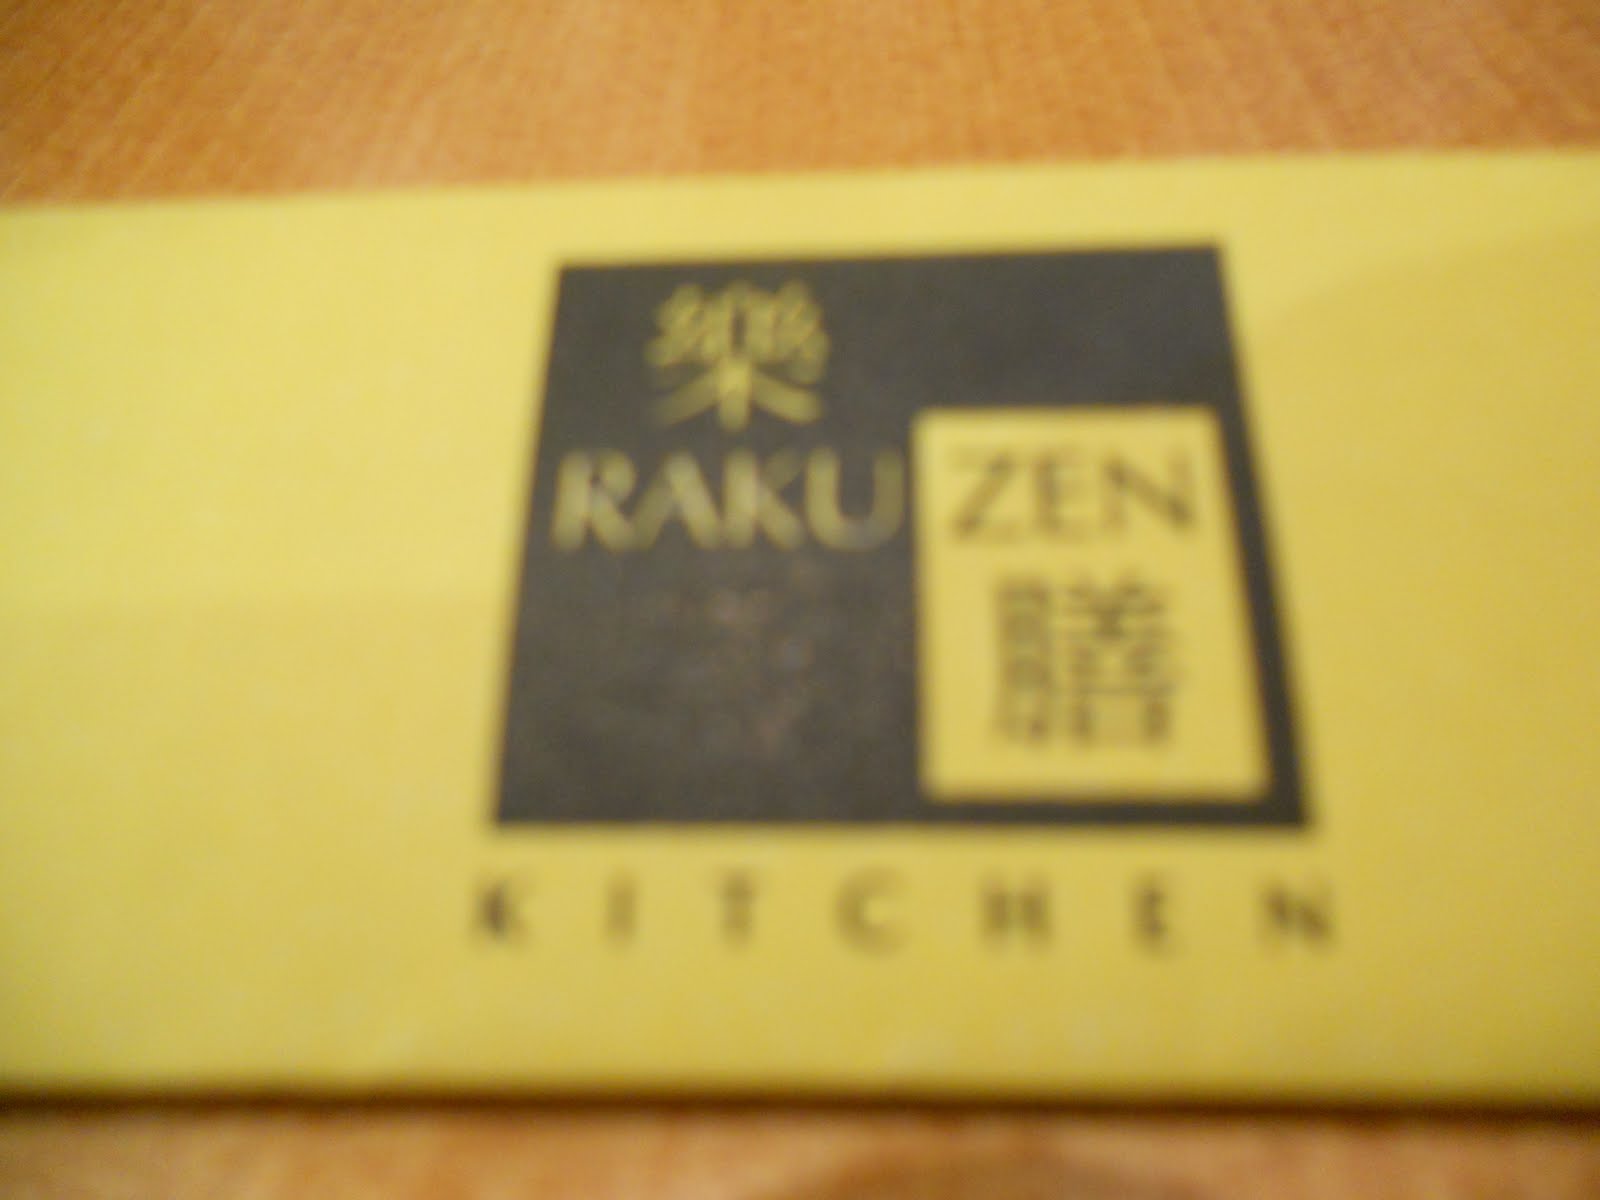 樂
RAKU
ZEN
膳
KITCHEN